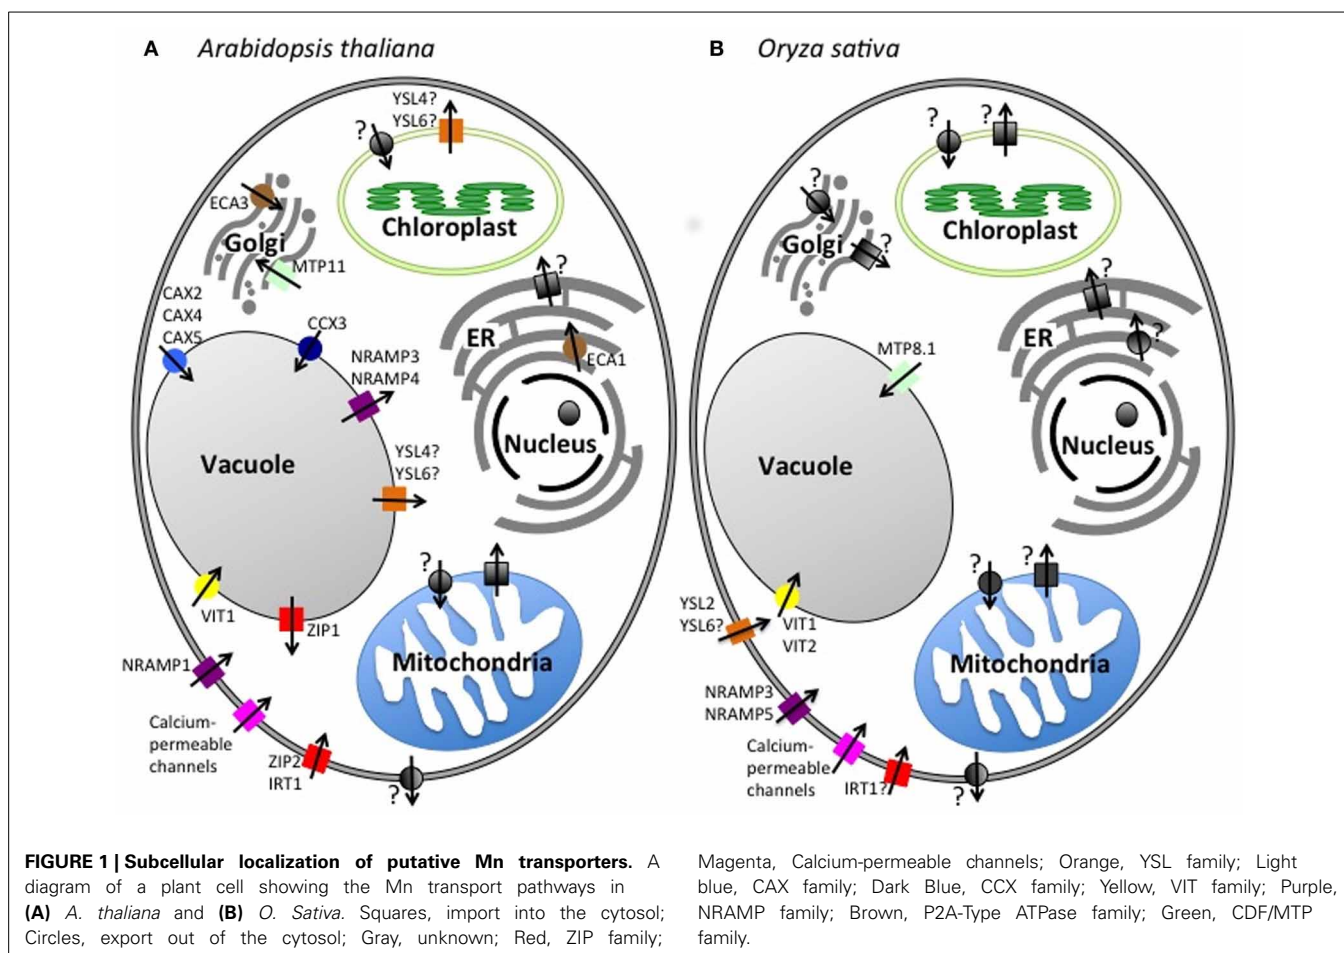 A Arabidopsis thaliana
YSL4?
YSL6?
?
ECA3
Golgi
MTP11
Chloroplast
CAX2
CAX4
CAX5
CCX3
NRAMP3
NRAMP4
?
ER
ECA1
Nucleus
Vacuole
YSL4?
YSL6?
VIT1
ZIP1
?
Mitochondria
NRAMP1
Calcium-
permeable
channels
ZIP2
IRT1
?
B Oryza sativa
?
?
?
Golgi
?
Chloroplast
?
ER
?
MTP8.1
Nucleus
Vacuole
?
?
YSL2
YSL6?
VIT1
VIT2
Mitochondria
NRAMP3
NRAMP5
Calcium-
permeable
channels
IRT1?
?
FIGURE 1 | Subcellular localization of putative Mn transporters. A
diagram of a plant cell showing the Mn transport pathways in
(A) A. thaliana and (B) O. Sativa. Squares, import into the cytosol;
Circles, export out of the cytosol; Gray, unknown; Red, ZIP family;
Magenta, Calcium-permeable channels; Orange, YSL family; Light
blue, CAX family; Dark Blue, CCX family; Yellow, VIT family; Purple,
NRAMP family; Brown, P2A-Type ATPase family; Green, CDF/MTP
family.